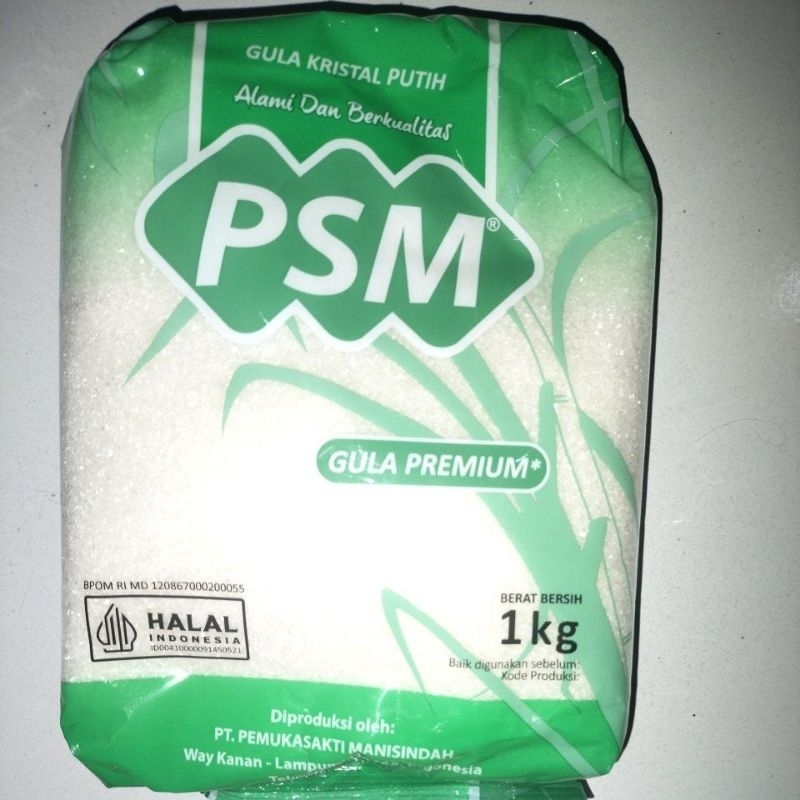 GULA KRISTAL PUTIH
Alami Dan Berkualitas
PSM®
GULA PREMIUM*
BPOM RI MD 120867000200055
HALAL
INDONESIA
ID00410000091450521
BERAT BERSIH
1kg
Baik digunakan sebelum:
Kode Produksi:
Diproduksi oleh:
PT. PEMUKASAKTI MANISINDAH
Way Kanan -